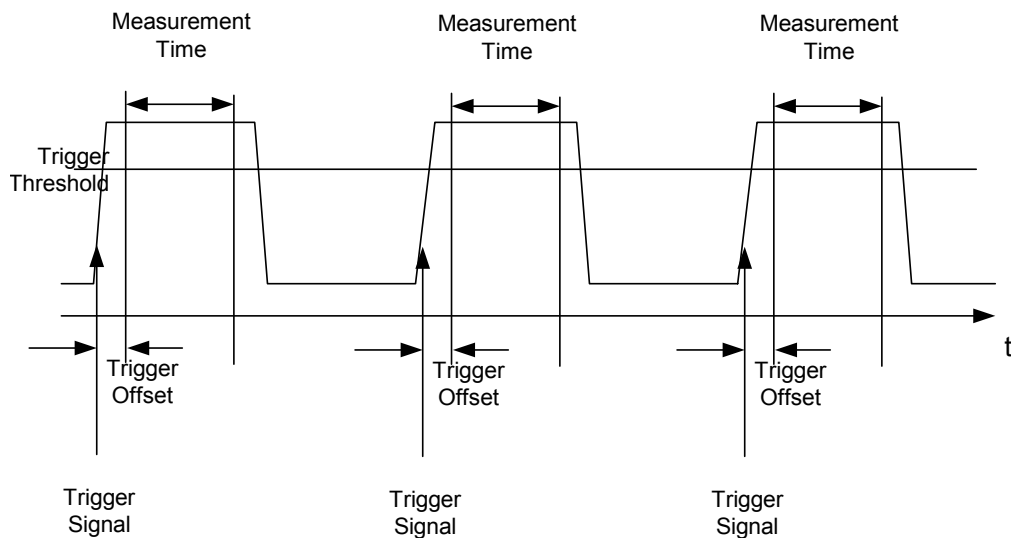 Measurement
Time
Measurement
Time
Measurement
Time
Trigger
Threshold
t
Trigger
Offset
Trigger
Offset
Trigger
Offset
Trigger
Signal
Trigger
Signal
Trigger
Signal